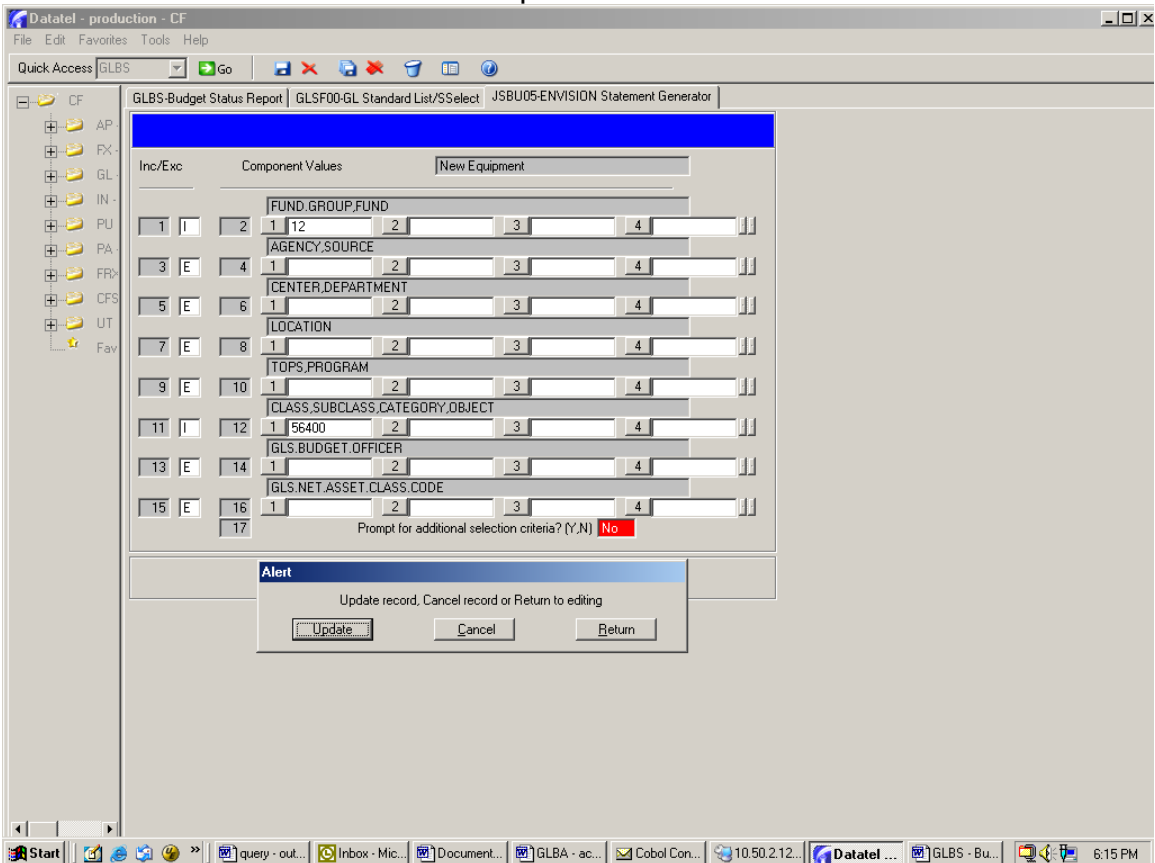 Datatel - production - CF
File Edit Favorites Tools Help
Quick Access GLBS Go
GLBS-Budget Status Report GLSF00-GL Standard List/SSelect JSBU05-ENVISION Statement Generator
CF
AP -
FX -
GL -
IN -
PU
PA -
FRX
CFS
UT
Fav
Inc/Exc Component Values New Equipment
FUND.GROUP,FUND
1 I 2 1 12 2 3 4
AGENCY,SOURCE
3 E 4 1 2 3 4
CENTER,DEPARTMENT
5 E 6 1 2 3 4
LOCATION
7 E 8 1 2 3 4
TOPS,PROGRAM
9 E 10 1 2 3 4
CLASS,SUBCLASS,CATEGORY,OBJECT
11 I 12 1 56400 2 3 4
GLS.BUDGET.OFFICER
13 E 14 1 2 3 4
GLS.NET.ASSET.CLASS.CODE
15 E 16 1 2 3 4
17 Prompt for additional selection criteria? (Y,N) No
Alert
Update record, Cancel record or Return to editing
Update Cancel Return
Start » query - out... Inbox - Mic... Document... GLBA - ac... Cobol Con... 10.50.2.12... Datatel ... GLBS - Bu... 6:15 PM